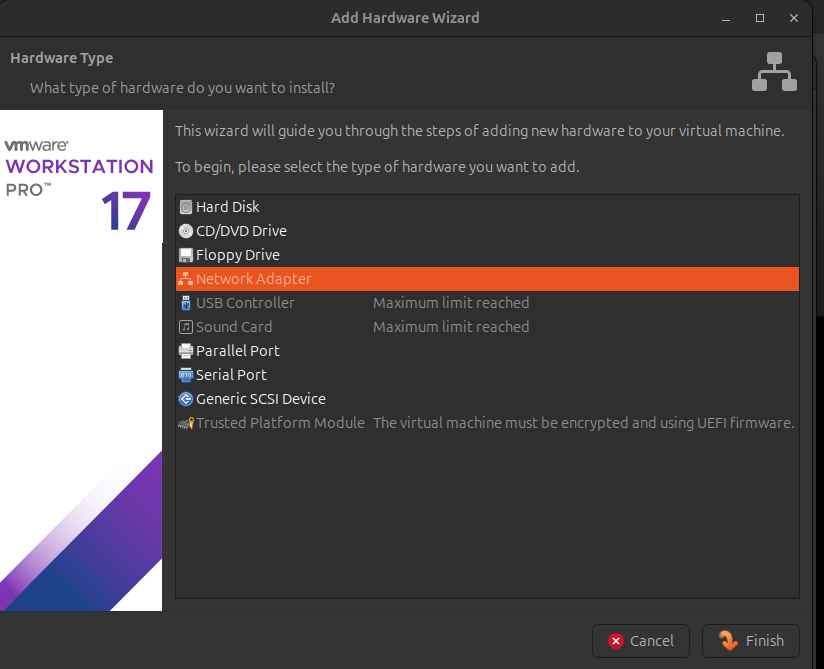 Add Hardware Wizard
Hardware Type
What type of hardware do you want to install?
vmware®
WORKSTATION
PRO™
17
This wizard will guide you through the steps of adding new hardware to your virtual machine.
To begin, please select the type of hardware you want to add.
Hard Disk
CD/DVD Drive
Floppy Drive
Network Adapter
USB Controller Maximum limit reached
Sound Card Maximum limit reached
Parallel Port
Serial Port
Generic SCSI Device
Trusted Platform Module The virtual machine must be encrypted and using UEFI firmware.
Cancel Finish